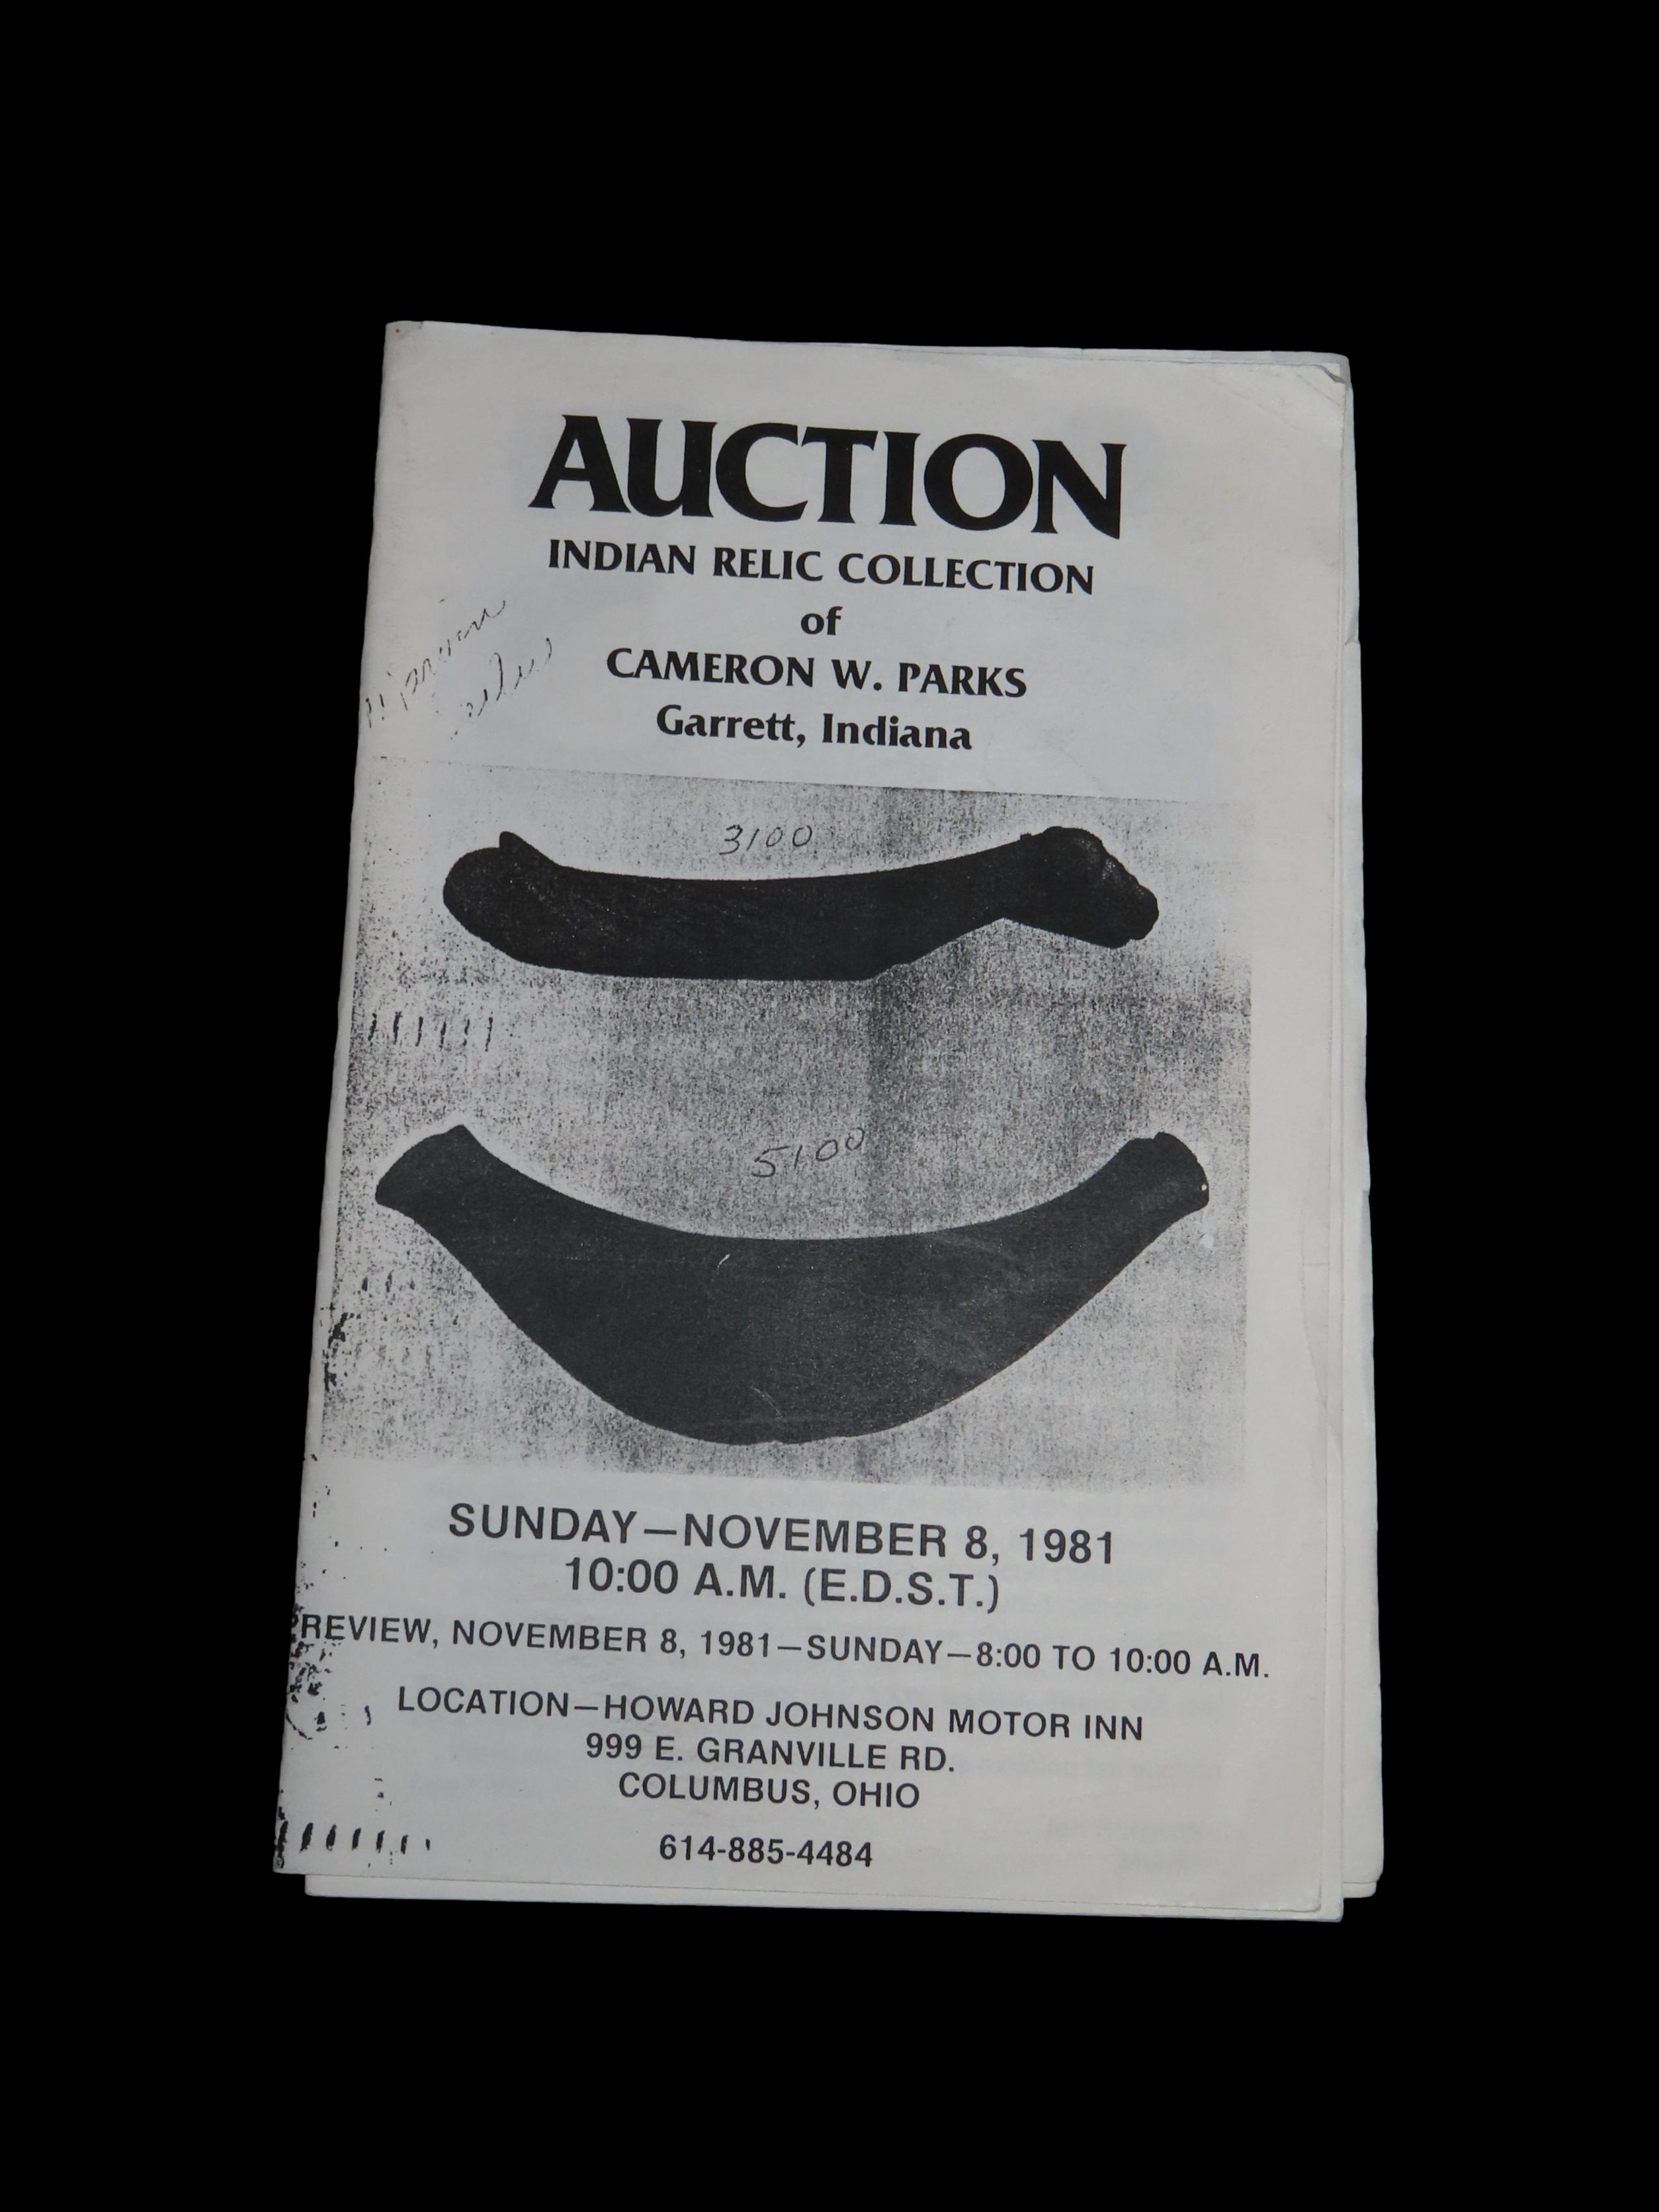 AUCTION
INDIAN RELIC COLLECTION
of
CAMERON W. PARKS
Garrett, Indiana
3100
5100
SUNDAY—NOVEMBER 8, 1981
10:00 A.M. (E.D.S.T.)
REVIEW, NOVEMBER 8, 1981—SUNDAY—8:00 TO 10:00 A.M.
LOCATION—HOWARD JOHNSON MOTOR INN
999 E. GRANVILLE RD.
COLUMBUS, OHIO
614-885-4484